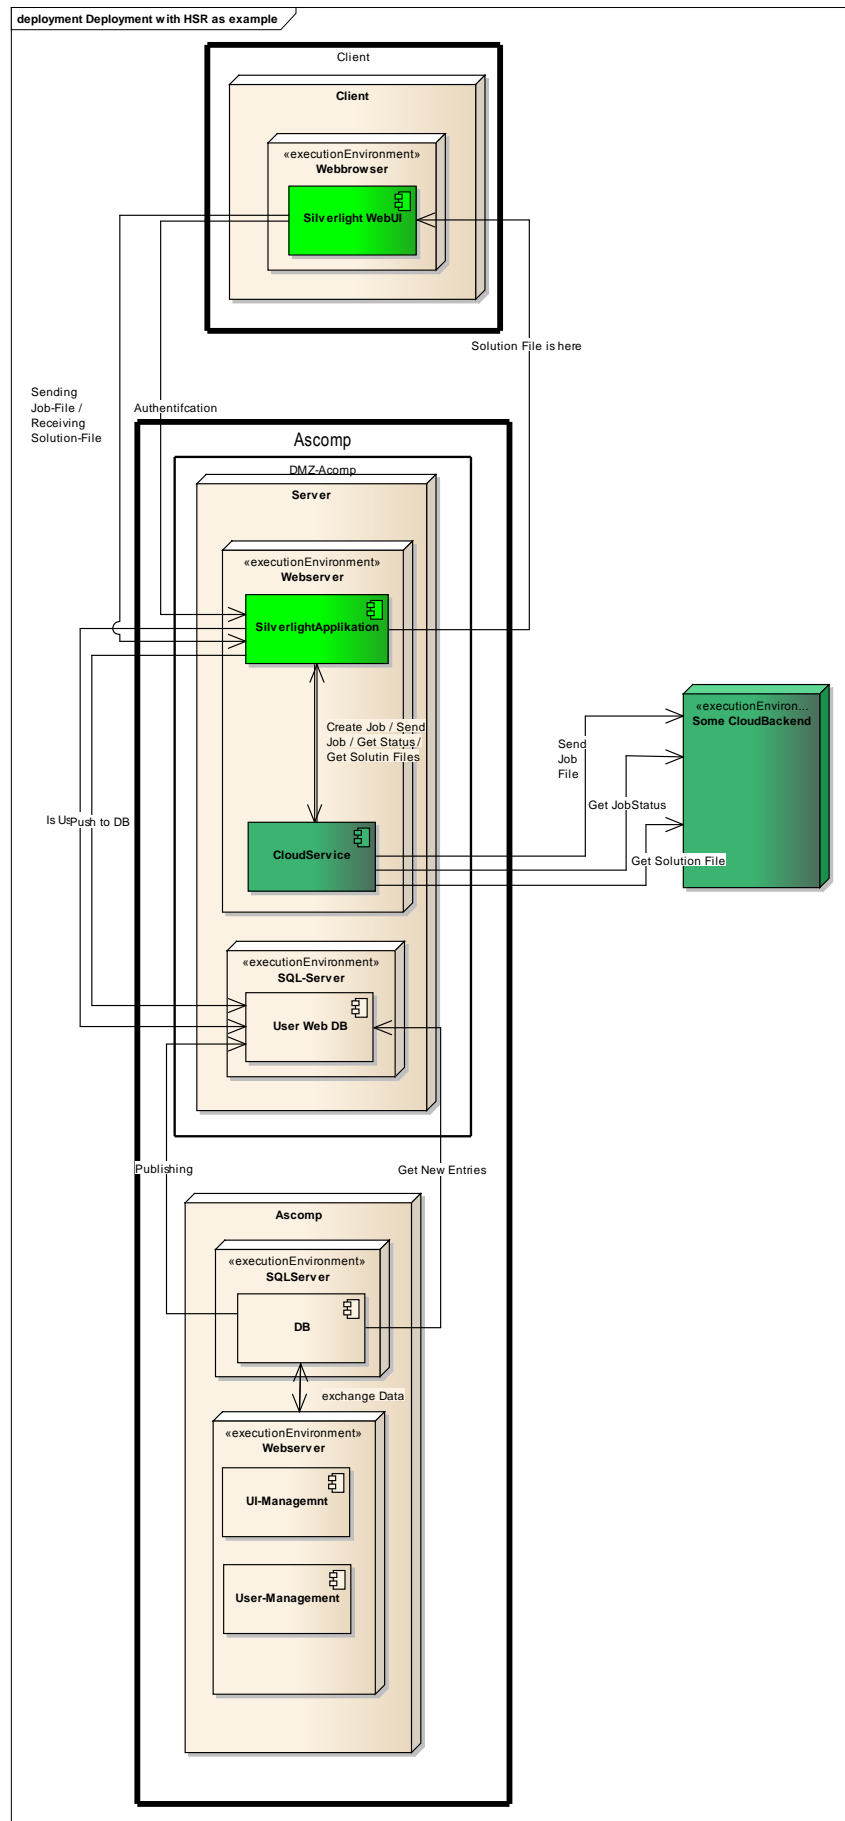 deployment Deployment with HSR as example
Client
Client
«executionEnvironment»
Webbrowser
Silverlight WebUI
Solution File is here
Sending
Job-File /
Receiving
Solution-File
Authentifcation
Ascomp
DMZ-Acomp
Server
«executionEnvironment»
Webserver
SilverlightApplikation
Create Job / Send
Job / Get Status /
Get Solutin Files
«executionEnviron...
Some CloudBackend
Send
Job
File
Get JobStatus
Is Us
Push to DB
CloudService
Get Solution File
«executionEnvironment»
SQL-Server
User Web DB
Publishing
Get New Entries
Ascomp
«executionEnvironment»
SQLServer
DB
exchange Data
«executionEnvironment»
Webserver
UI-Managemnt
User-Management